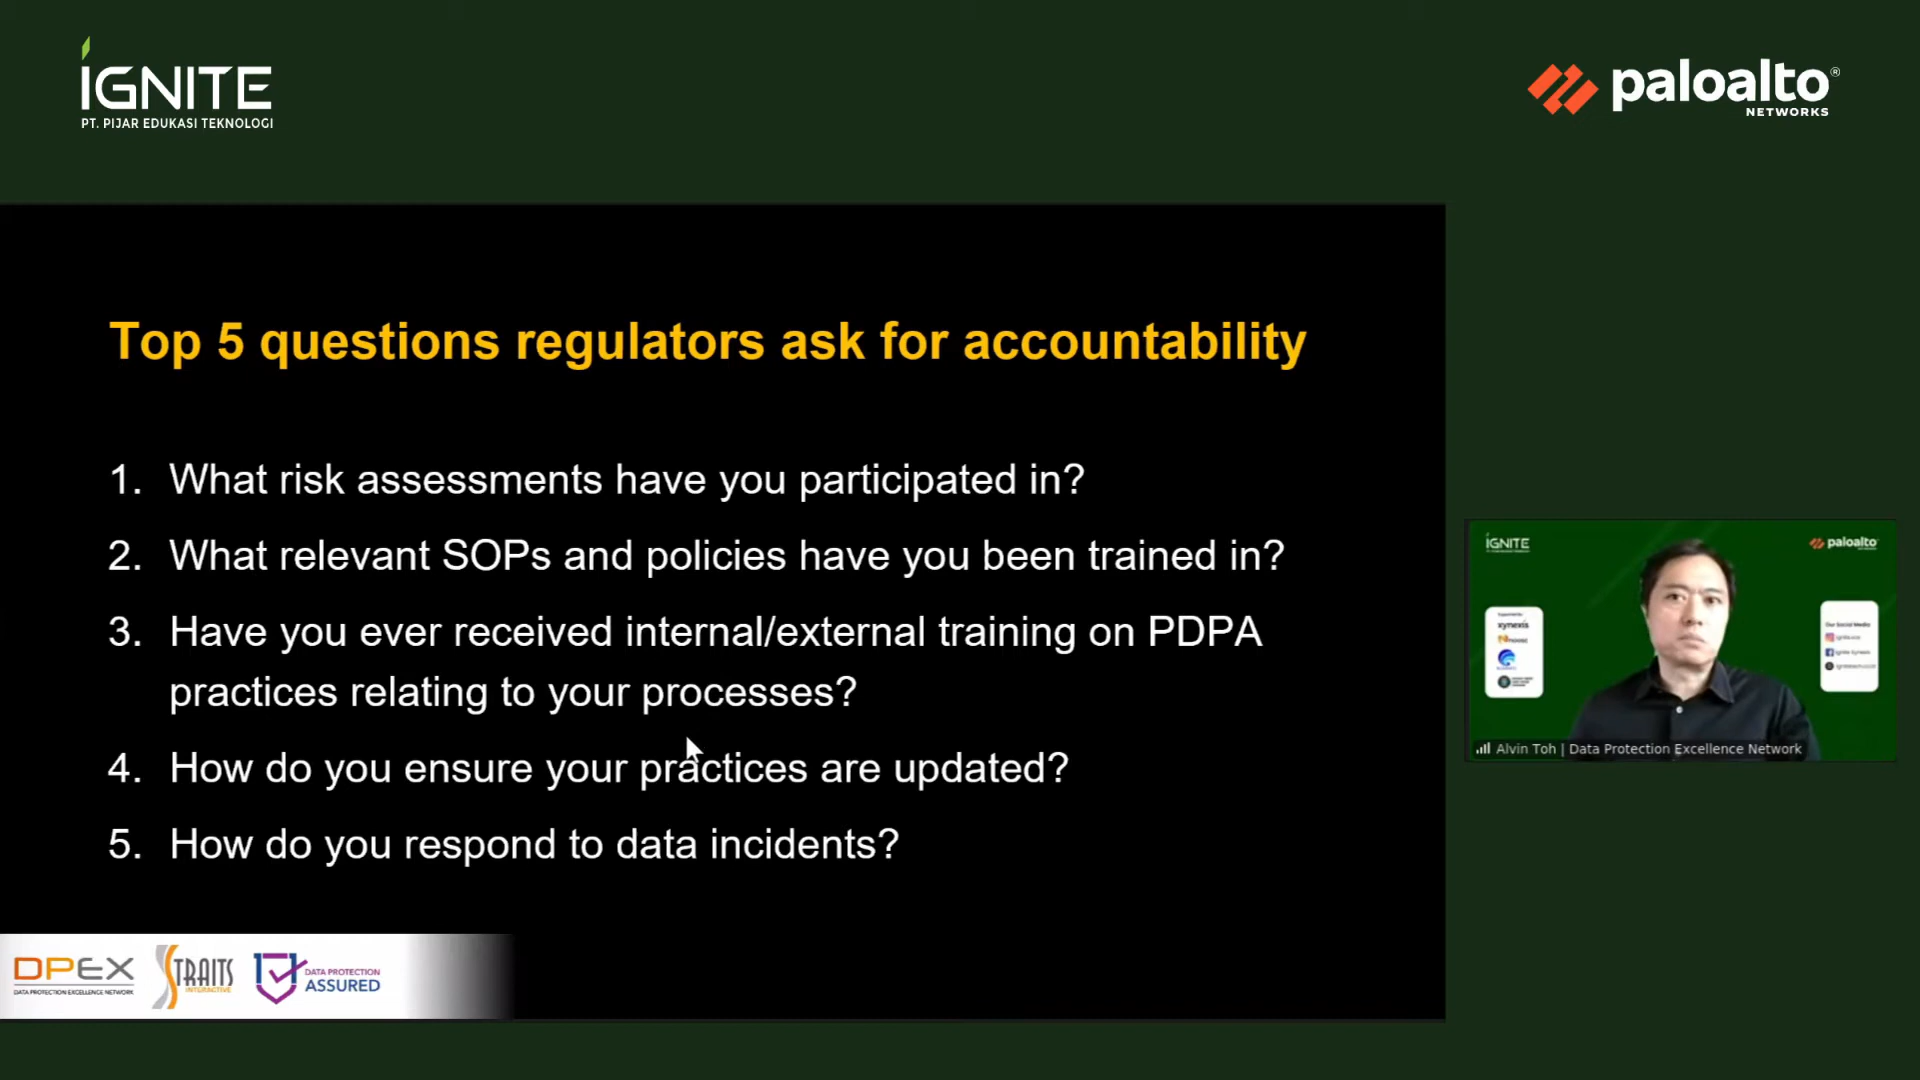 IGNITE
PT. PIJAR EDUKASI TEKNOLOGI
paloalto®
NETWORKS
Top 5 questions regulators ask for accountability
1. What risk assessments have you participated in?
2. What relevant SOPs and policies have you been trained in?
3. Have you ever received internal/external training on PDPA
practices relating to your processes?
4. How do you ensure your practices are updated?
5. How do you respond to data incidents?
IGNITE
paloalto
xynexis
Our Social Media
Alvin Toh | Data Protection Excellence Network
DPEX
DATA PROTECTION EXCELLENCE NETWORK
STRAITS
INTERACTIVE
DATA PROTECTION
ASSURED